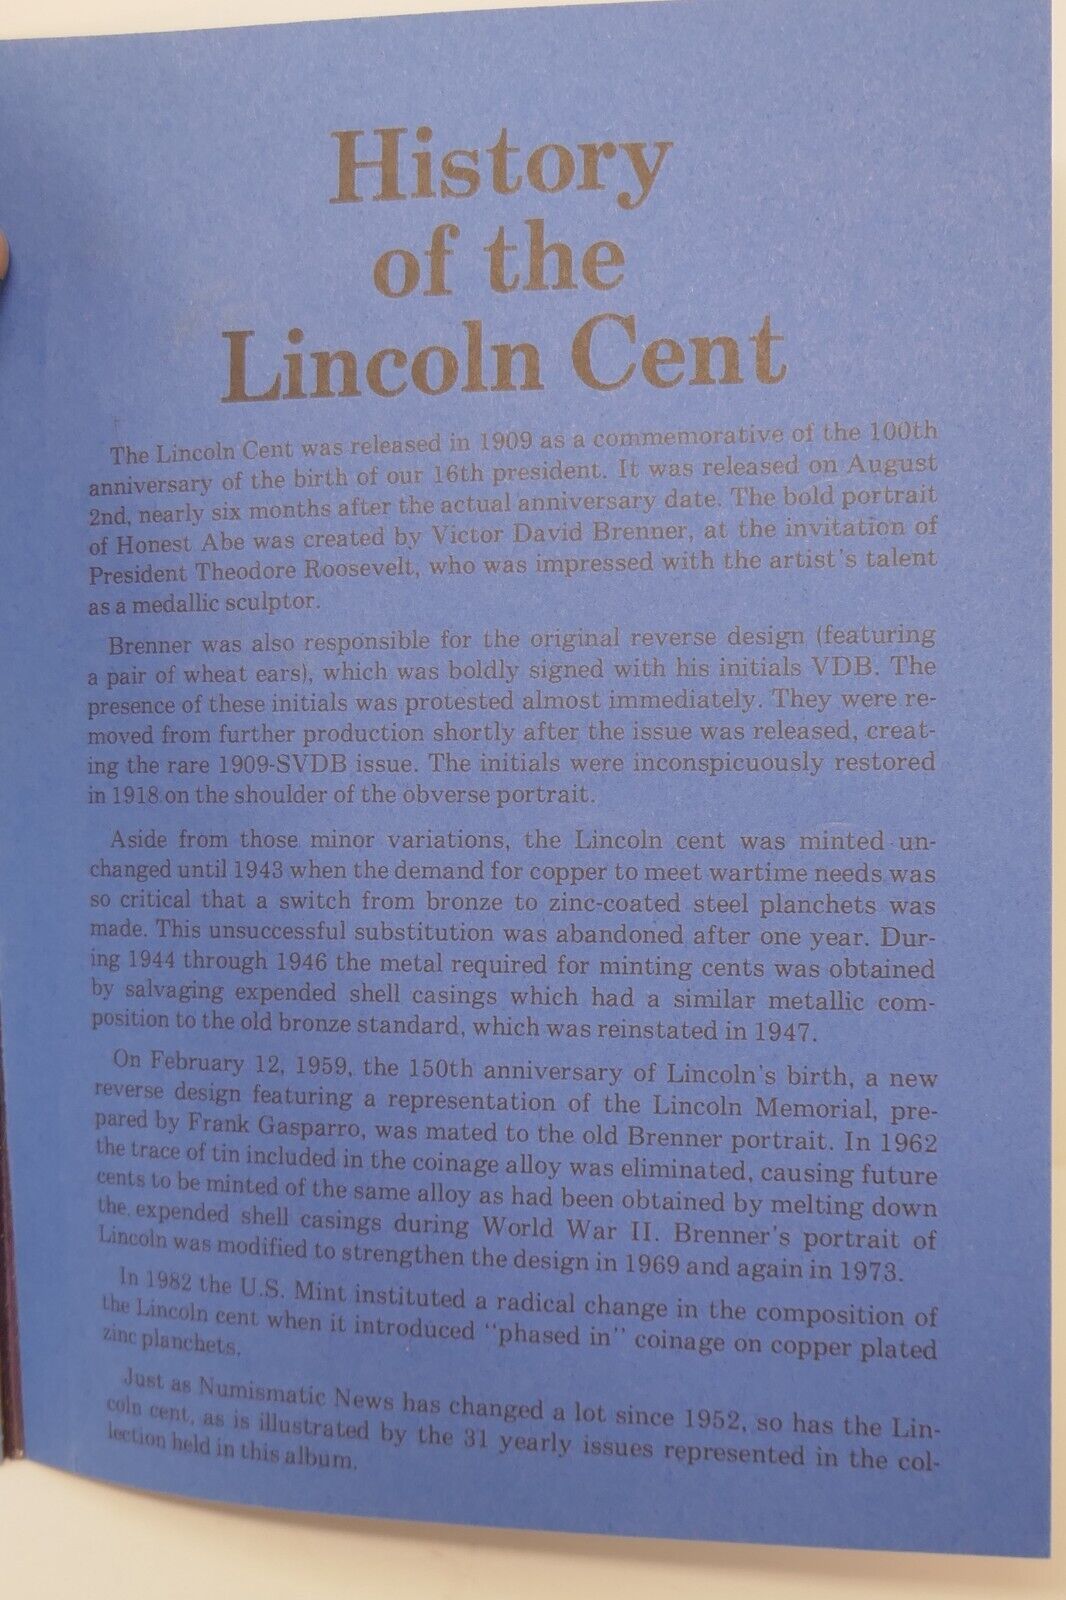 History
of the
Lincoln Cent
The Lincoln Cent was released in 1909 as a commemorative of the 100th
anniversary of the birth of our 16th president. It was released on August
2nd, nearly six months after the actual anniversary date. The bold portrait
of Honest Abe was created by Victor David Brenner, at the invitation of
President Theodore Roosevelt, who was impressed with the artist's talent
as a medallic sculptor.
Brenner was also responsible for the original reverse design (featuring
a pair of wheat ears), which was boldly signed with his initials VDB. The
presence of these initials was protested almost immediately. They were re-
moved from further production shortly after the issue was released, creat-
ing the rare 1909-SVDB issue. The initials were inconspicuously restored
in 1918 on the shoulder of the obverse portrait.
Aside from those minor variations, the Lincoln cent was minted un-
changed until 1943 when the demand for copper to meet wartime needs was
so critical that a switch from bronze to zinc-coated steel planchets was
made. This unsuccessful substitution was abandoned after one year. Dur-
ing 1944 through 1946 the metal required for minting cents was obtained
by salvaging expended shell casings which had a similar metallic com-
position to the old bronze standard, which was reinstated in 1947.
On February 12, 1959, the 150th anniversary of Lincoln's birth, a new
reverse design featuring a representation of the Lincoln Memorial, pre-
pared by Frank Gasparro, was mated to the old Brenner portrait. In 1962
the trace of tin included in the coinage alloy was eliminated, causing future
cents to be minted of the same alloy as had been obtained by melting down
the expended shell casings during World War II. Brenner's portrait of
Lincoln was modified to strengthen the design in 1969 and again in 1973.
In 1982 the U.S. Mint instituted a radical change in the composition of
the Lincoln cent when it introduced "phased in" coinage on copper plated
zinc planchets.
Just as Numismatic News has changed a lot since 1952, so has the Lin-
coln cent, as is illustrated by the 31 yearly issues represented in the col-
lection held in this album.